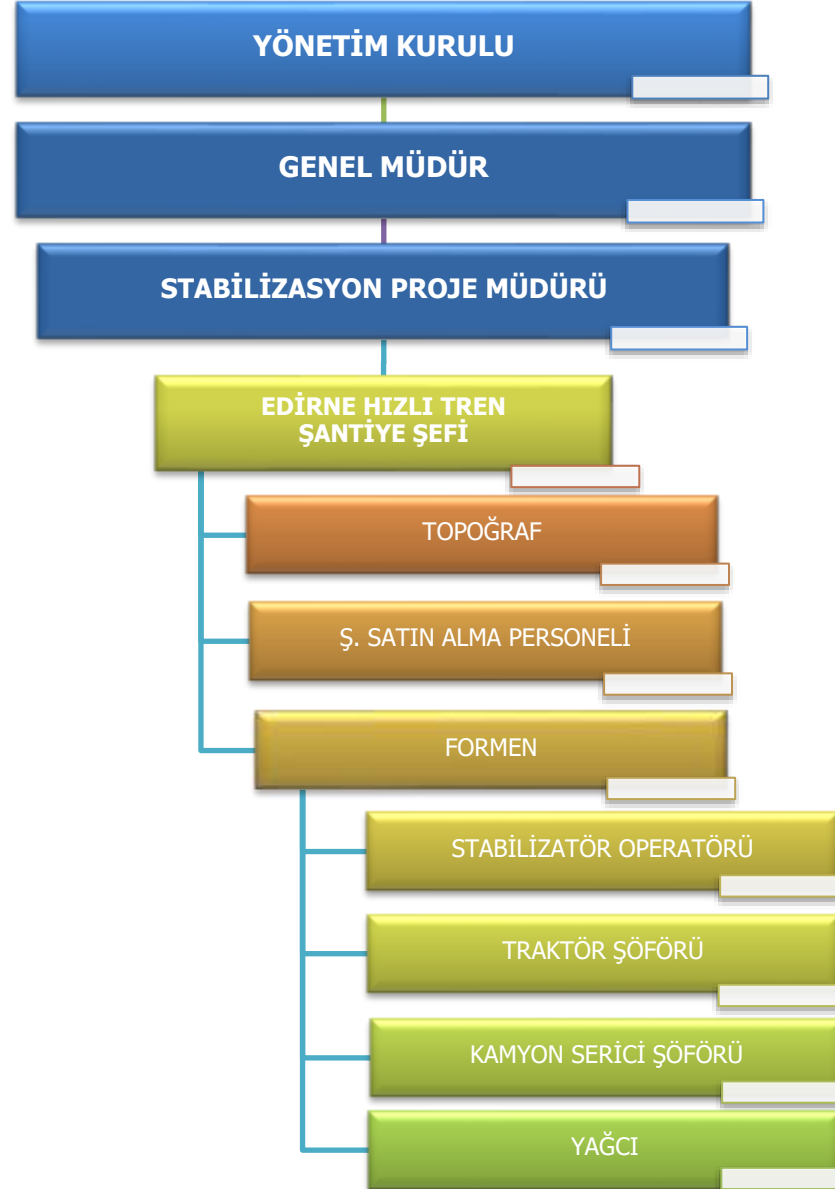 YÖNETİM KURULU
GENEL MÜDÜR
STABİLİZASYON PROJE MÜDÜRÜ
EDİRNE HIZLI TREN
ŞANTİYE ŞEFİ
TOPOĞRAF
Ş. SATIN ALMA PERSONELİ
FORMEN
STABİLİZATÖR OPERATÖRÜ
TRAKTÖR ŞÖFÖRÜ
KAMYON SERİCİ ŞÖFÖRÜ
YAĞCI